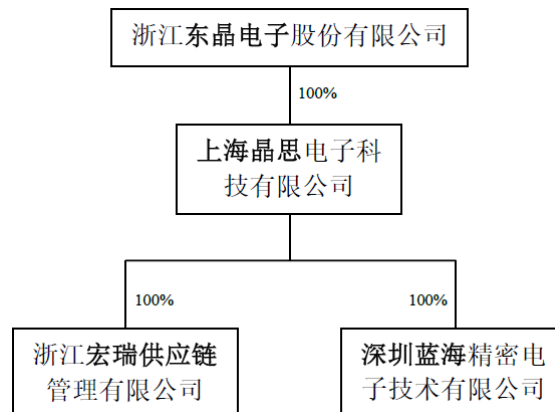 浙江东晶电子股份有限公司
100%
上海晶思电子科
技有限公司
100%
100%
浙江宏瑞供应链
管理有限公司
深圳蓝海精密电
子技术有限公司